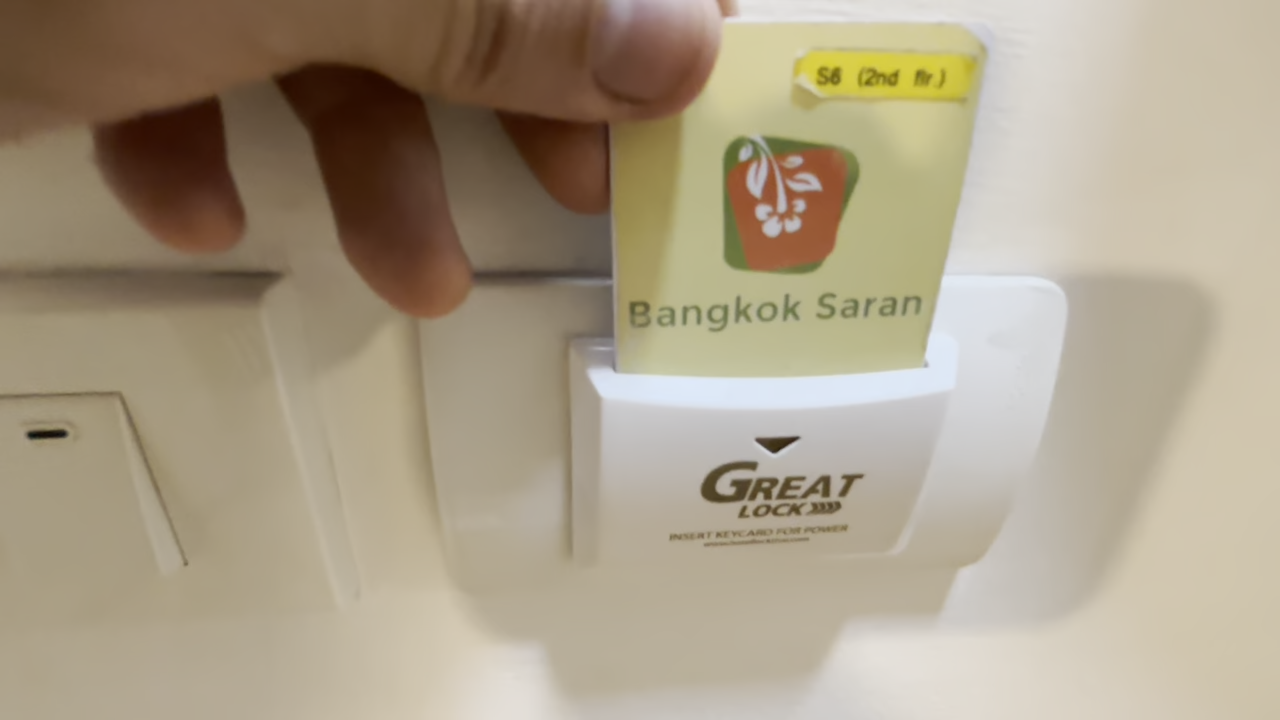 S6 (2nd flr.)
Bangkok Saran
GREAT
LOCK
INSERT KEYCARD FOR POWER